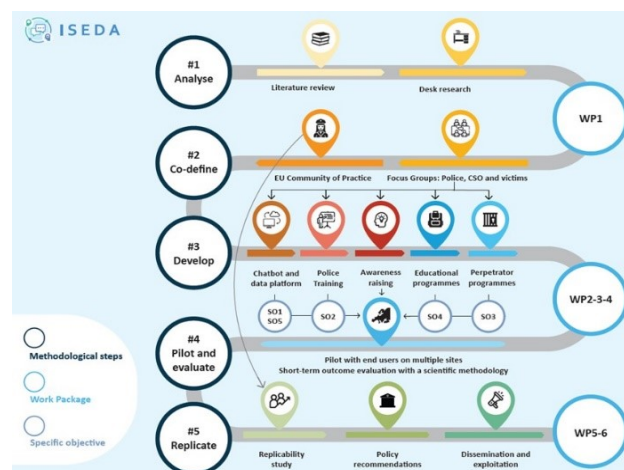 ISEDA
#1
Analyse
Literature review
Desk research
WP1
#2
Co-define
EU Community of Practice
Focus Groups: Police, CSO and victims
#3
Develop
Chatbot and
data platform
Police
Training
Awareness
raising
Educational
programmes
Perpetrator
programmes
WP2-3-4
SO1
SO5
SO2
SO4
SO3
#4
Pilot and
evaluate
Pilot with end users on multiple sites
Short-term outcome evaluation with a scientific methodology
Methodological steps
Work Package
Specific objective
#5
Replicate
Replicability
study
Policy
recommendations
Dissemination and
exploitation
WP5-6